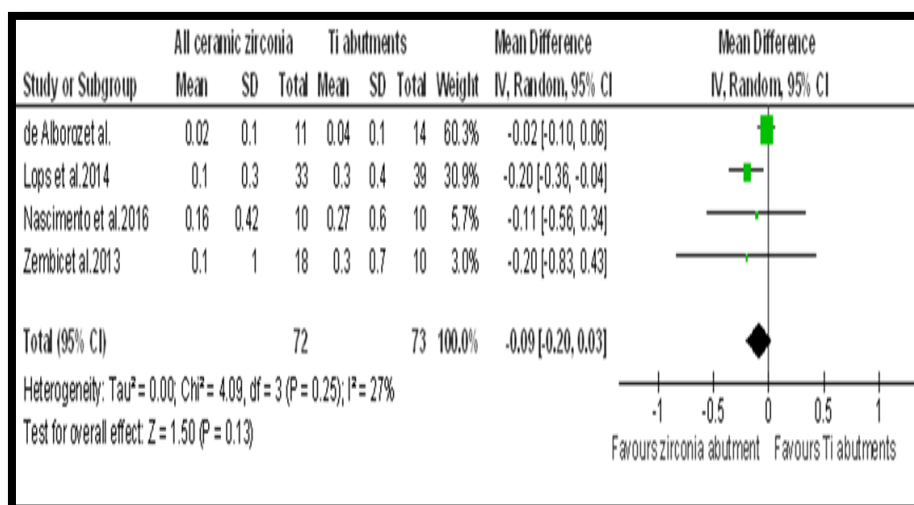 All ceramic zirconia Ti abutments Mean Difference Mean Difference
Study or Subgroup Mean SD Total Mean SD Total Weight IV, Random, 95% CI IV, Random, 95% CI
de Alboroz et al. 0.02 0.1 11 0.04 0.1 14 60.3% -0.02 [-0.10, 0.06]
Lops et al.2014 0.1 0.3 33 0.3 0.4 39 30.9% -0.20 [-0.36, -0.04]
Nascimento et al.2016 0.16 0.42 10 0.27 0.6 10 5.7% -0.11 [-0.56, 0.34]
Zembic et al.2013 0.1 1 18 0.3 0.7 10 3.0% -0.20 [-0.83, 0.43]
Total (95% CI) 72 73 100.0% -0.09 [-0.20, 0.03]
Heterogeneity: Tau² = 0.00; Chi² = 4.09, df = 3 (P = 0.25); I² = 27%
Test for overall effect: Z = 1.50 (P = 0.13)
-1 -0.5 0 0.5 1
Favours zirconia abutment Favours Ti abutments